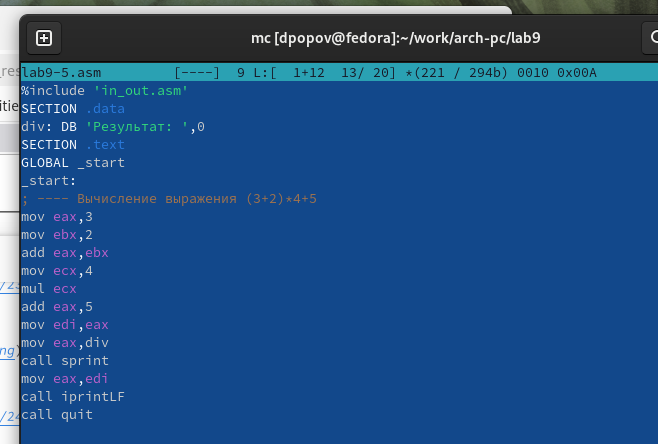 mc [dpopov@fedora]:~/work/arch-pc/lab9
lab9-5.asm [----] 9 L:[ 1+12 13/ 20] *(221 / 294b) 0010 0x00A
%include 'in_out.asm'
SECTION .data
div: DB 'Результат: ',0
SECTION .text
GLOBAL _start
_start:
; ---- Вычисление выражения (3+2)*4+5
mov eax,3
mov ebx,2
add eax,ebx
mov ecx,4
mul ecx
add eax,5
mov edi,eax
mov eax,div
call sprint
mov eax,edi
call iprintLF
call quit